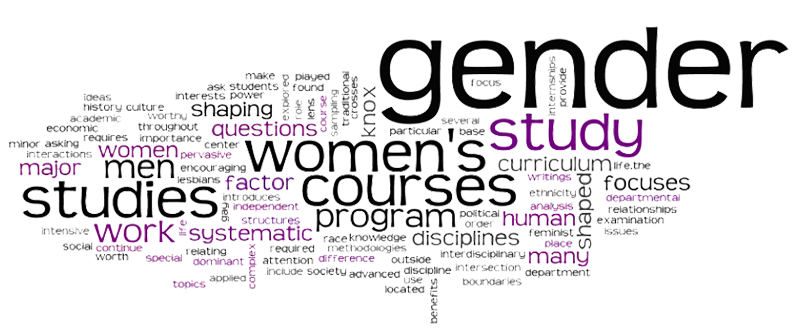 gender
focus
internships
provide
make
played
ask students
explored
found
traditional
crosses
ideas
interests power
role
lens
course
sampling
knox
history culture
worthy
shaping
academic
economic
throughout
questions
particular
several
base
study
minor asking
requires
importance
center
women's
curriculum
life.the
interactions
women
pervasive
men
encouraging
major
lesbians
factor
courses
writings
ethnicity
focuses
departmental
studies
gay
introduces
independent
program
political
order
human
analysis
shaped
relationships
examination
intensive
work
life
structures
systematic
race
knowledge
methodologies
disciplines
feminist
place
issues
social
continue
worth
special
relating
dominant
complex
required
attention
difference
outside
interdisciplinary
many
topics
applied
include
society
advanced
discipline
use
located
benefits
intersection
boundaries
department